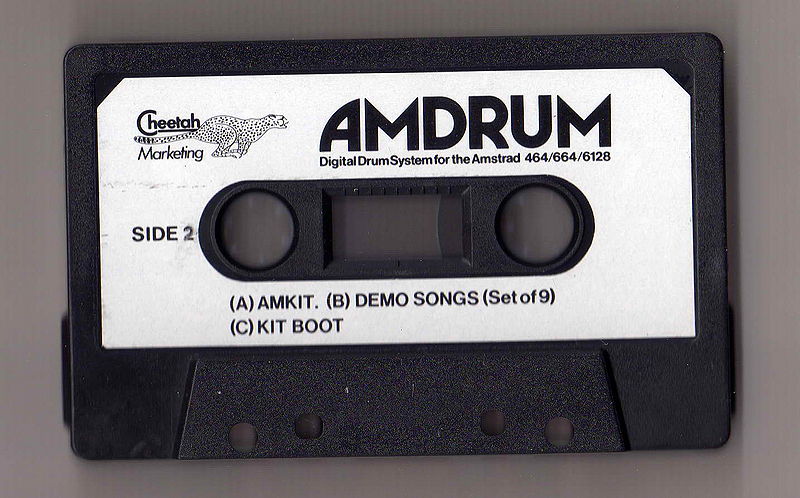 Cheetah
Marketing
AMDRUM
Digital Drum System for the Amstrad 464/664/6128
SIDE 2
(A) AMKIT. (B) DEMO SONGS (Set of 9)
(C) KIT BOOT